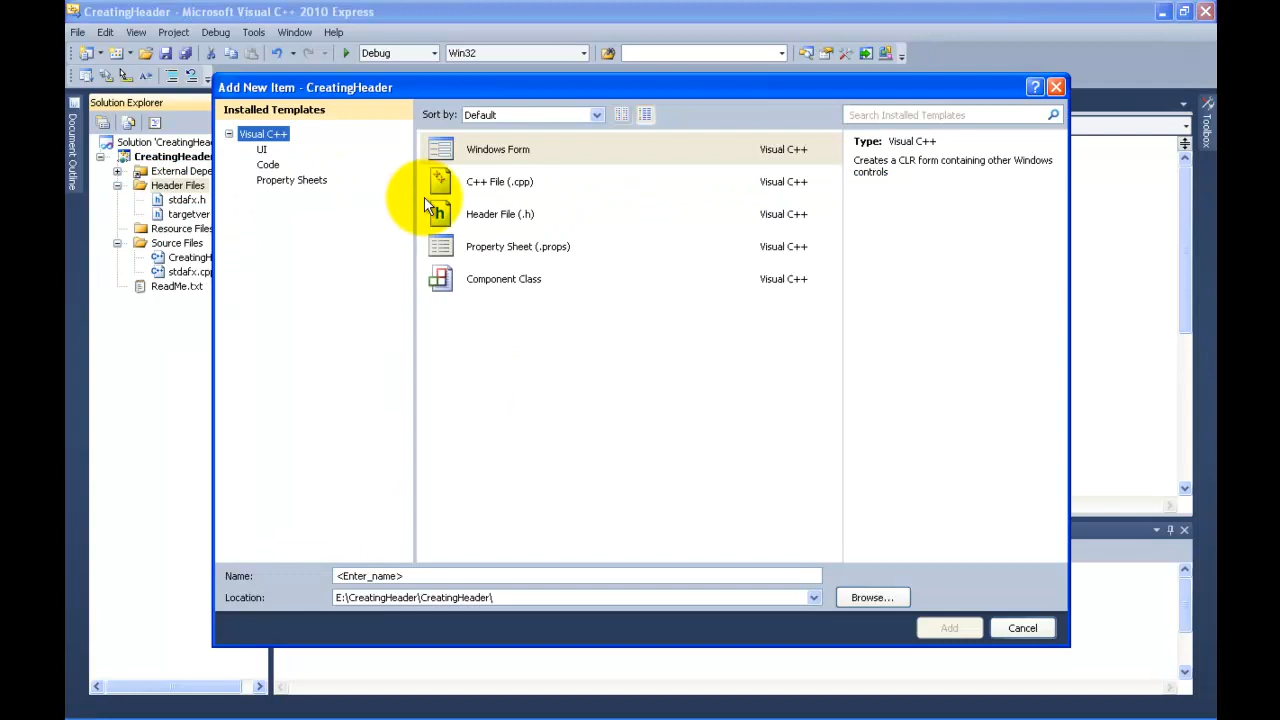 CreatingHeader - Microsoft Visual C++ 2010 Express
File Edit View Project Debug Tools Window Help
Debug Win32
Solution Explorer
Document Outline
Toolbox
Solution 'CreatingHea
CreatingHeader
External Depe
Header Files
stdafx.h
targetver
Resource File
Source Files
CreatingH
stdafx.cp
ReadMe.txt
Add New Item - CreatingHeader
Installed Templates
Visual C++
UI
Code
Property Sheets
Sort by: Default
Search Installed Templates
Windows Form Visual C++
C++ File (.cpp) Visual C++
Header File (.h) Visual C++
Property Sheet (.props) Visual C++
Component Class Visual C++
Type: Visual C++
Creates a CLR form containing other Windows
controls
Name: <Enter_name>
Location: E:\CreatingHeader\CreatingHeader\
Browse...
Add Cancel